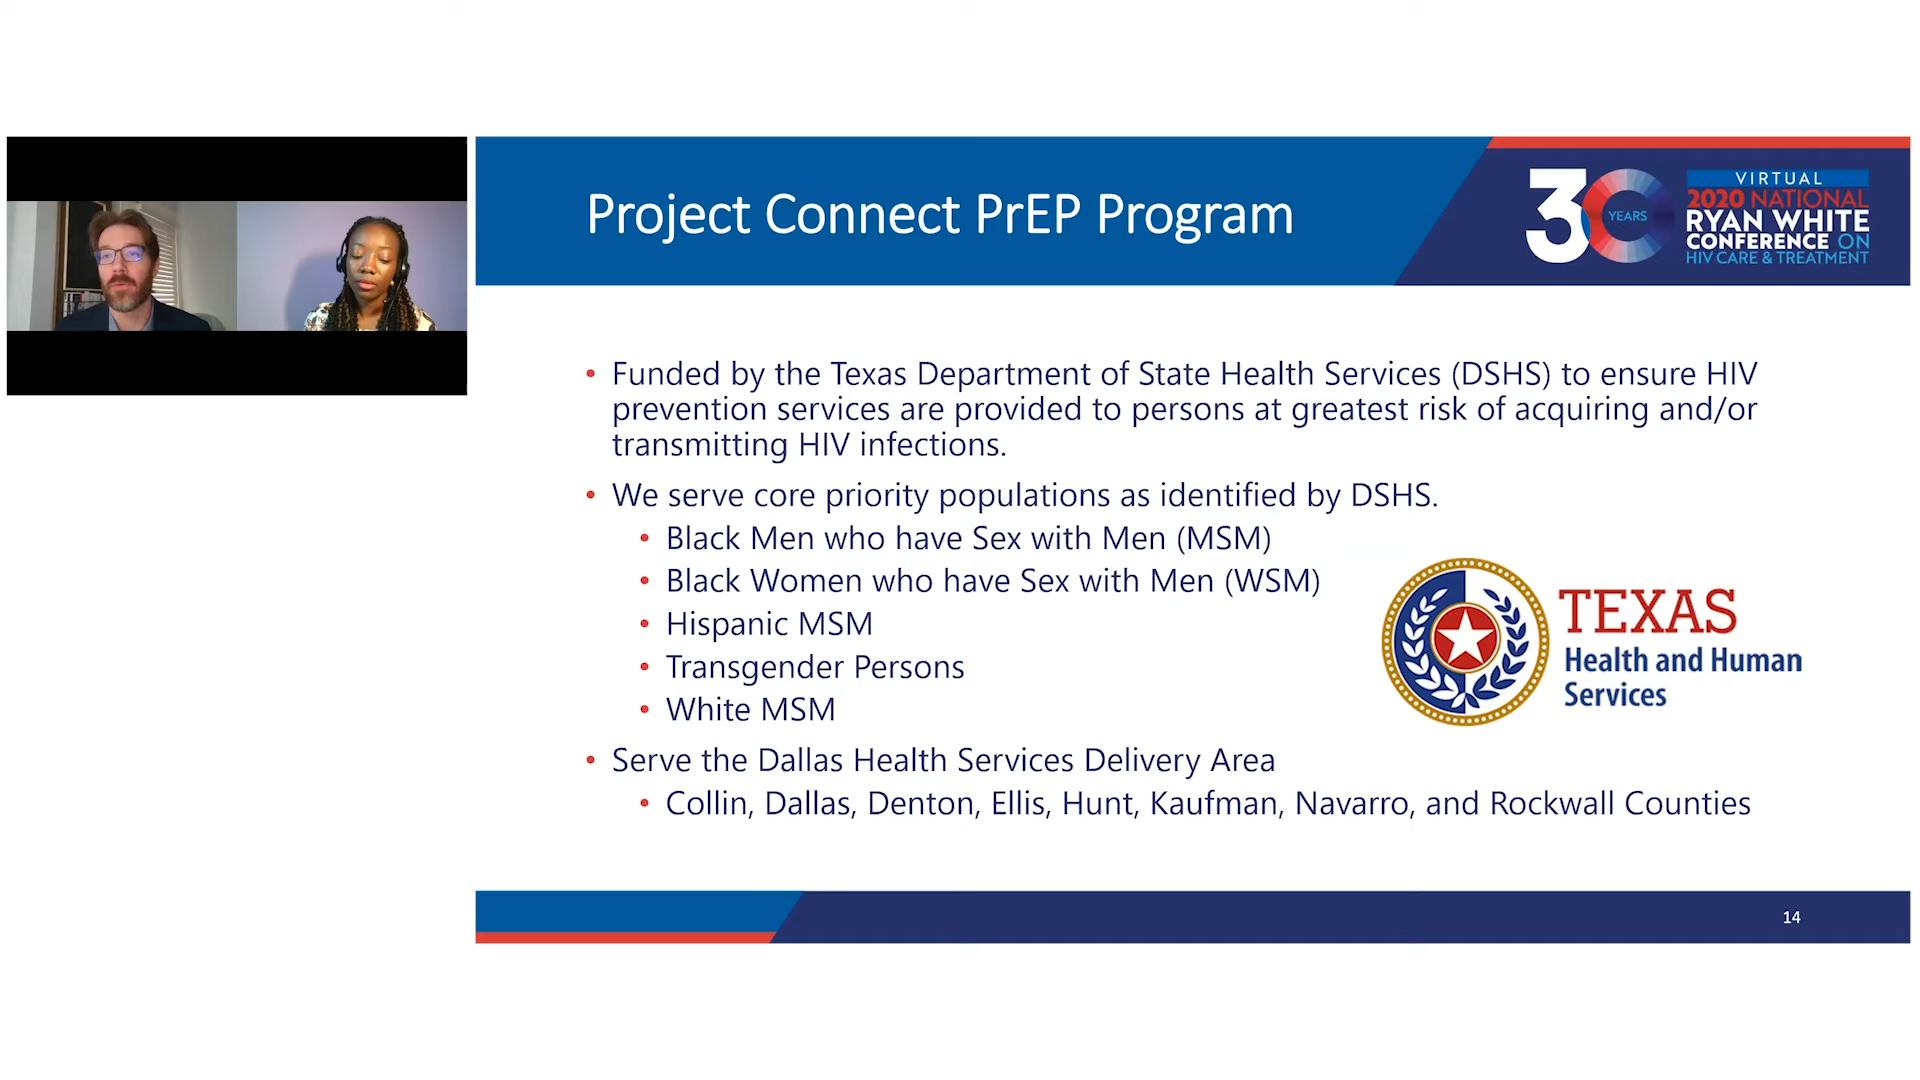 Project Connect PrEP Program
30
YEARS
VIRTUAL
2020 NATIONAL
RYAN WHITE
CONFERENCE ON
HIV CARE & TREATMENT
• Funded by the Texas Department of State Health Services (DSHS) to ensure HIV
prevention services are provided to persons at greatest risk of acquiring and/or
transmitting HIV infections.
• We serve core priority populations as identified by DSHS.
• Black Men who have Sex with Men (MSM)
• Black Women who have Sex with Men (WSM)
• Hispanic MSM
• Transgender Persons
• White MSM
TEXAS
Health and Human
Services
• Serve the Dallas Health Services Delivery Area
• Collin, Dallas, Denton, Ellis, Hunt, Kaufman, Navarro, and Rockwall Counties
14